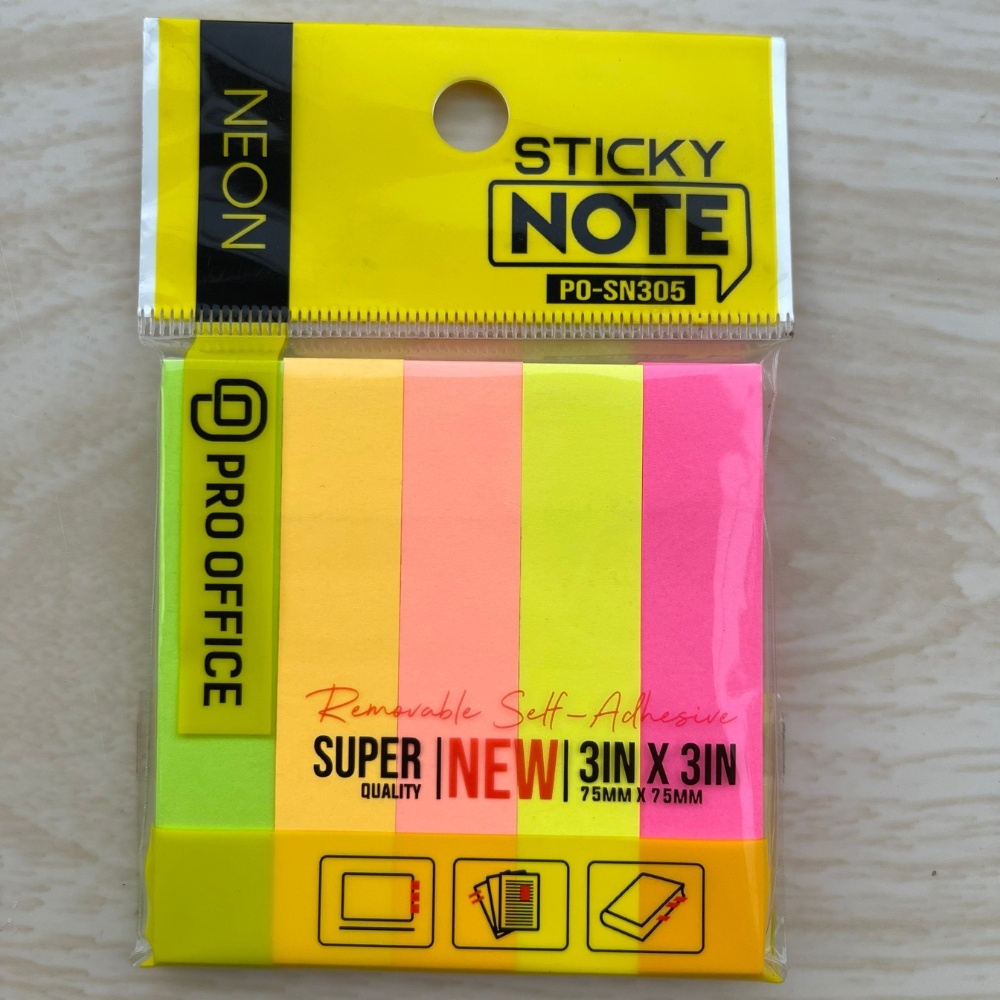 NEON
STICKY
NOTE
PO-SN305
PRO OFFICE
Removable Self-Adhesive
SUPER
QUALITY
NEW
3IN X 3IN
75MM X 75MM